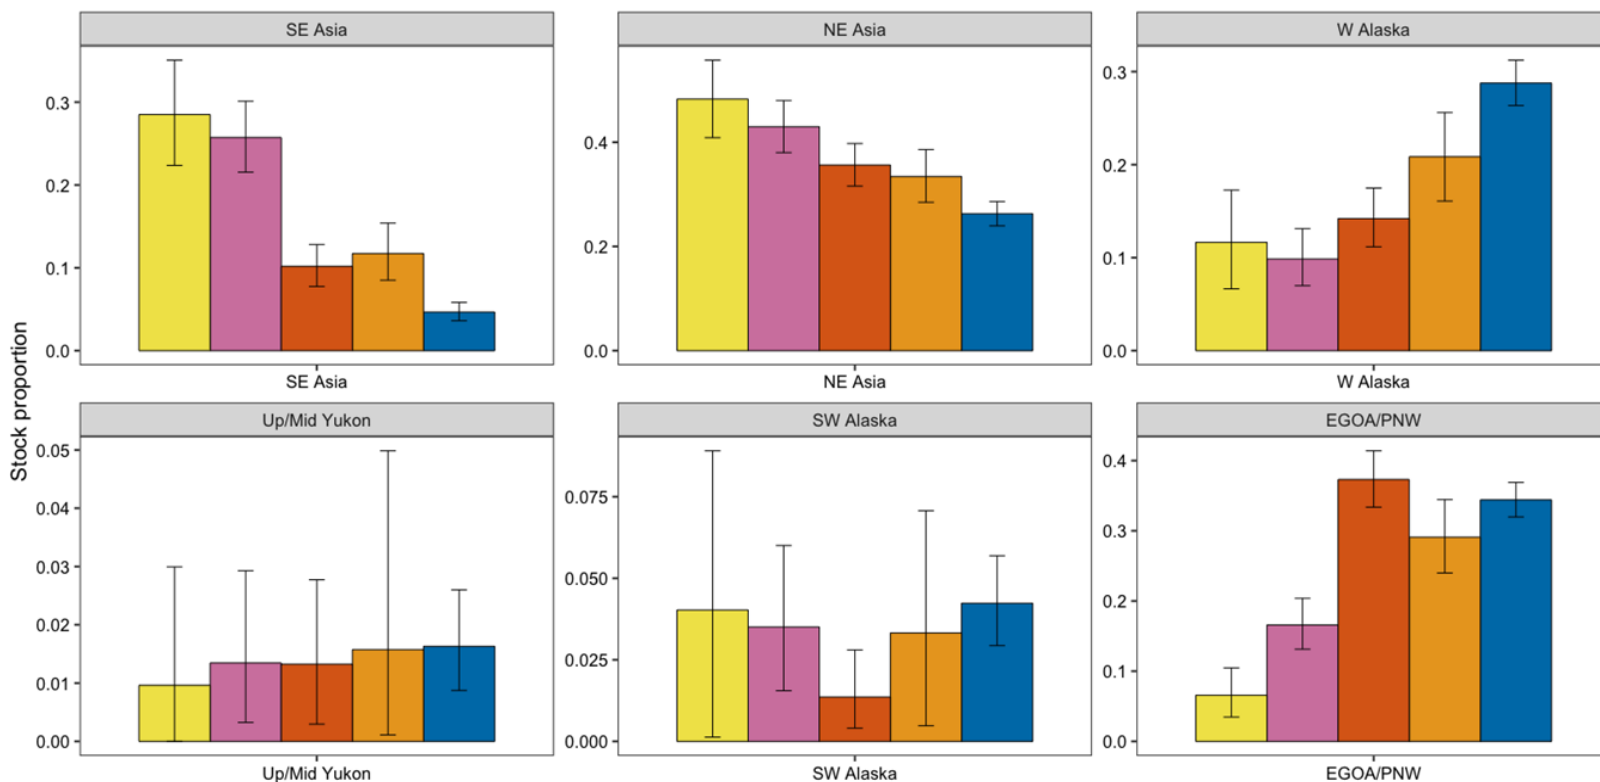 SE Asia
NE Asia
W Alaska
0.3
0.2
0.1
0.0
0.4
0.2
0.0
0.3
0.2
0.1
0.0
SE Asia
NE Asia
W Alaska
Stock proportion
Up/Mid Yukon
SW Alaska
EGOA/PNW
0.05
0.04
0.03
0.02
0.01
0.00
0.075
0.050
0.025
0.000
0.4
0.3
0.2
0.1
0.0
Up/Mid Yukon
SW Alaska
EGOA/PNW